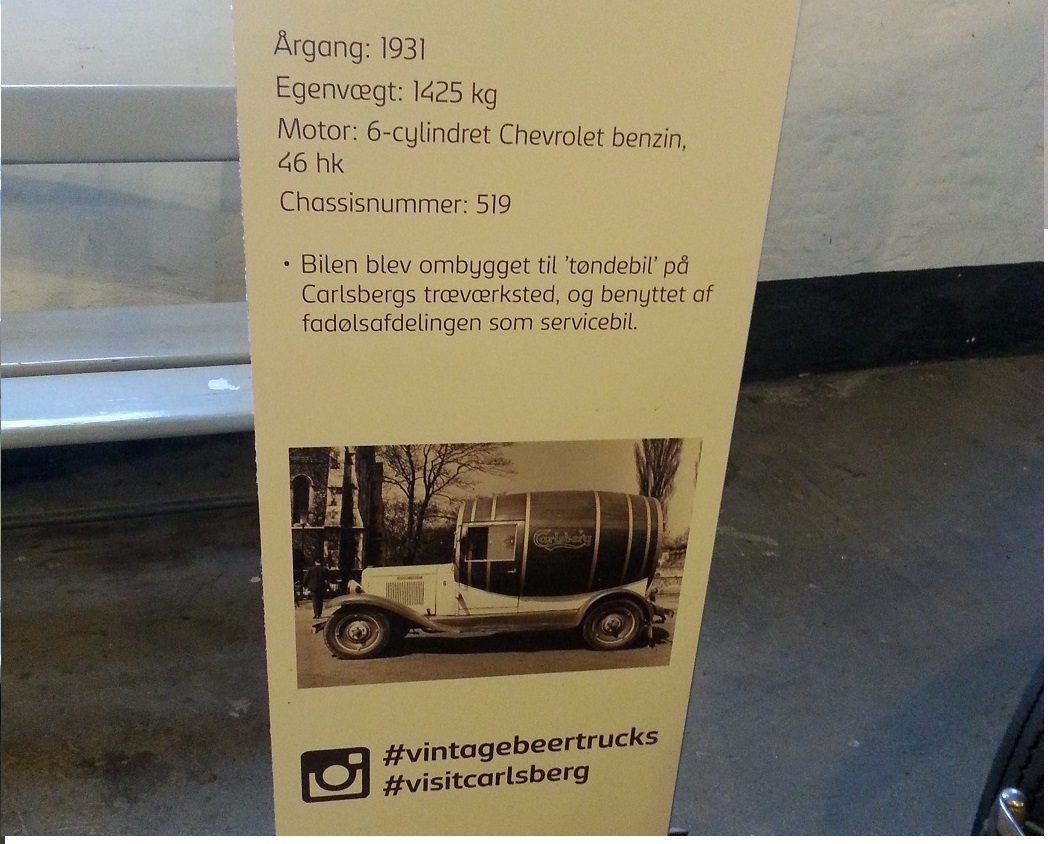 Årgang: 1931
Egenvægt: 1425 kg
Motor: 6-cylindret Chevrolet benzin,
46 hk
Chassisnummer: 519
• Bilen blev ombygget til 'tøndebil' på
Carlsbergs træværksted, og benyttet af
fadølsafdelingen som servicebil.
Carlsberg
#vintagebeertrucks
#visitcarlsberg